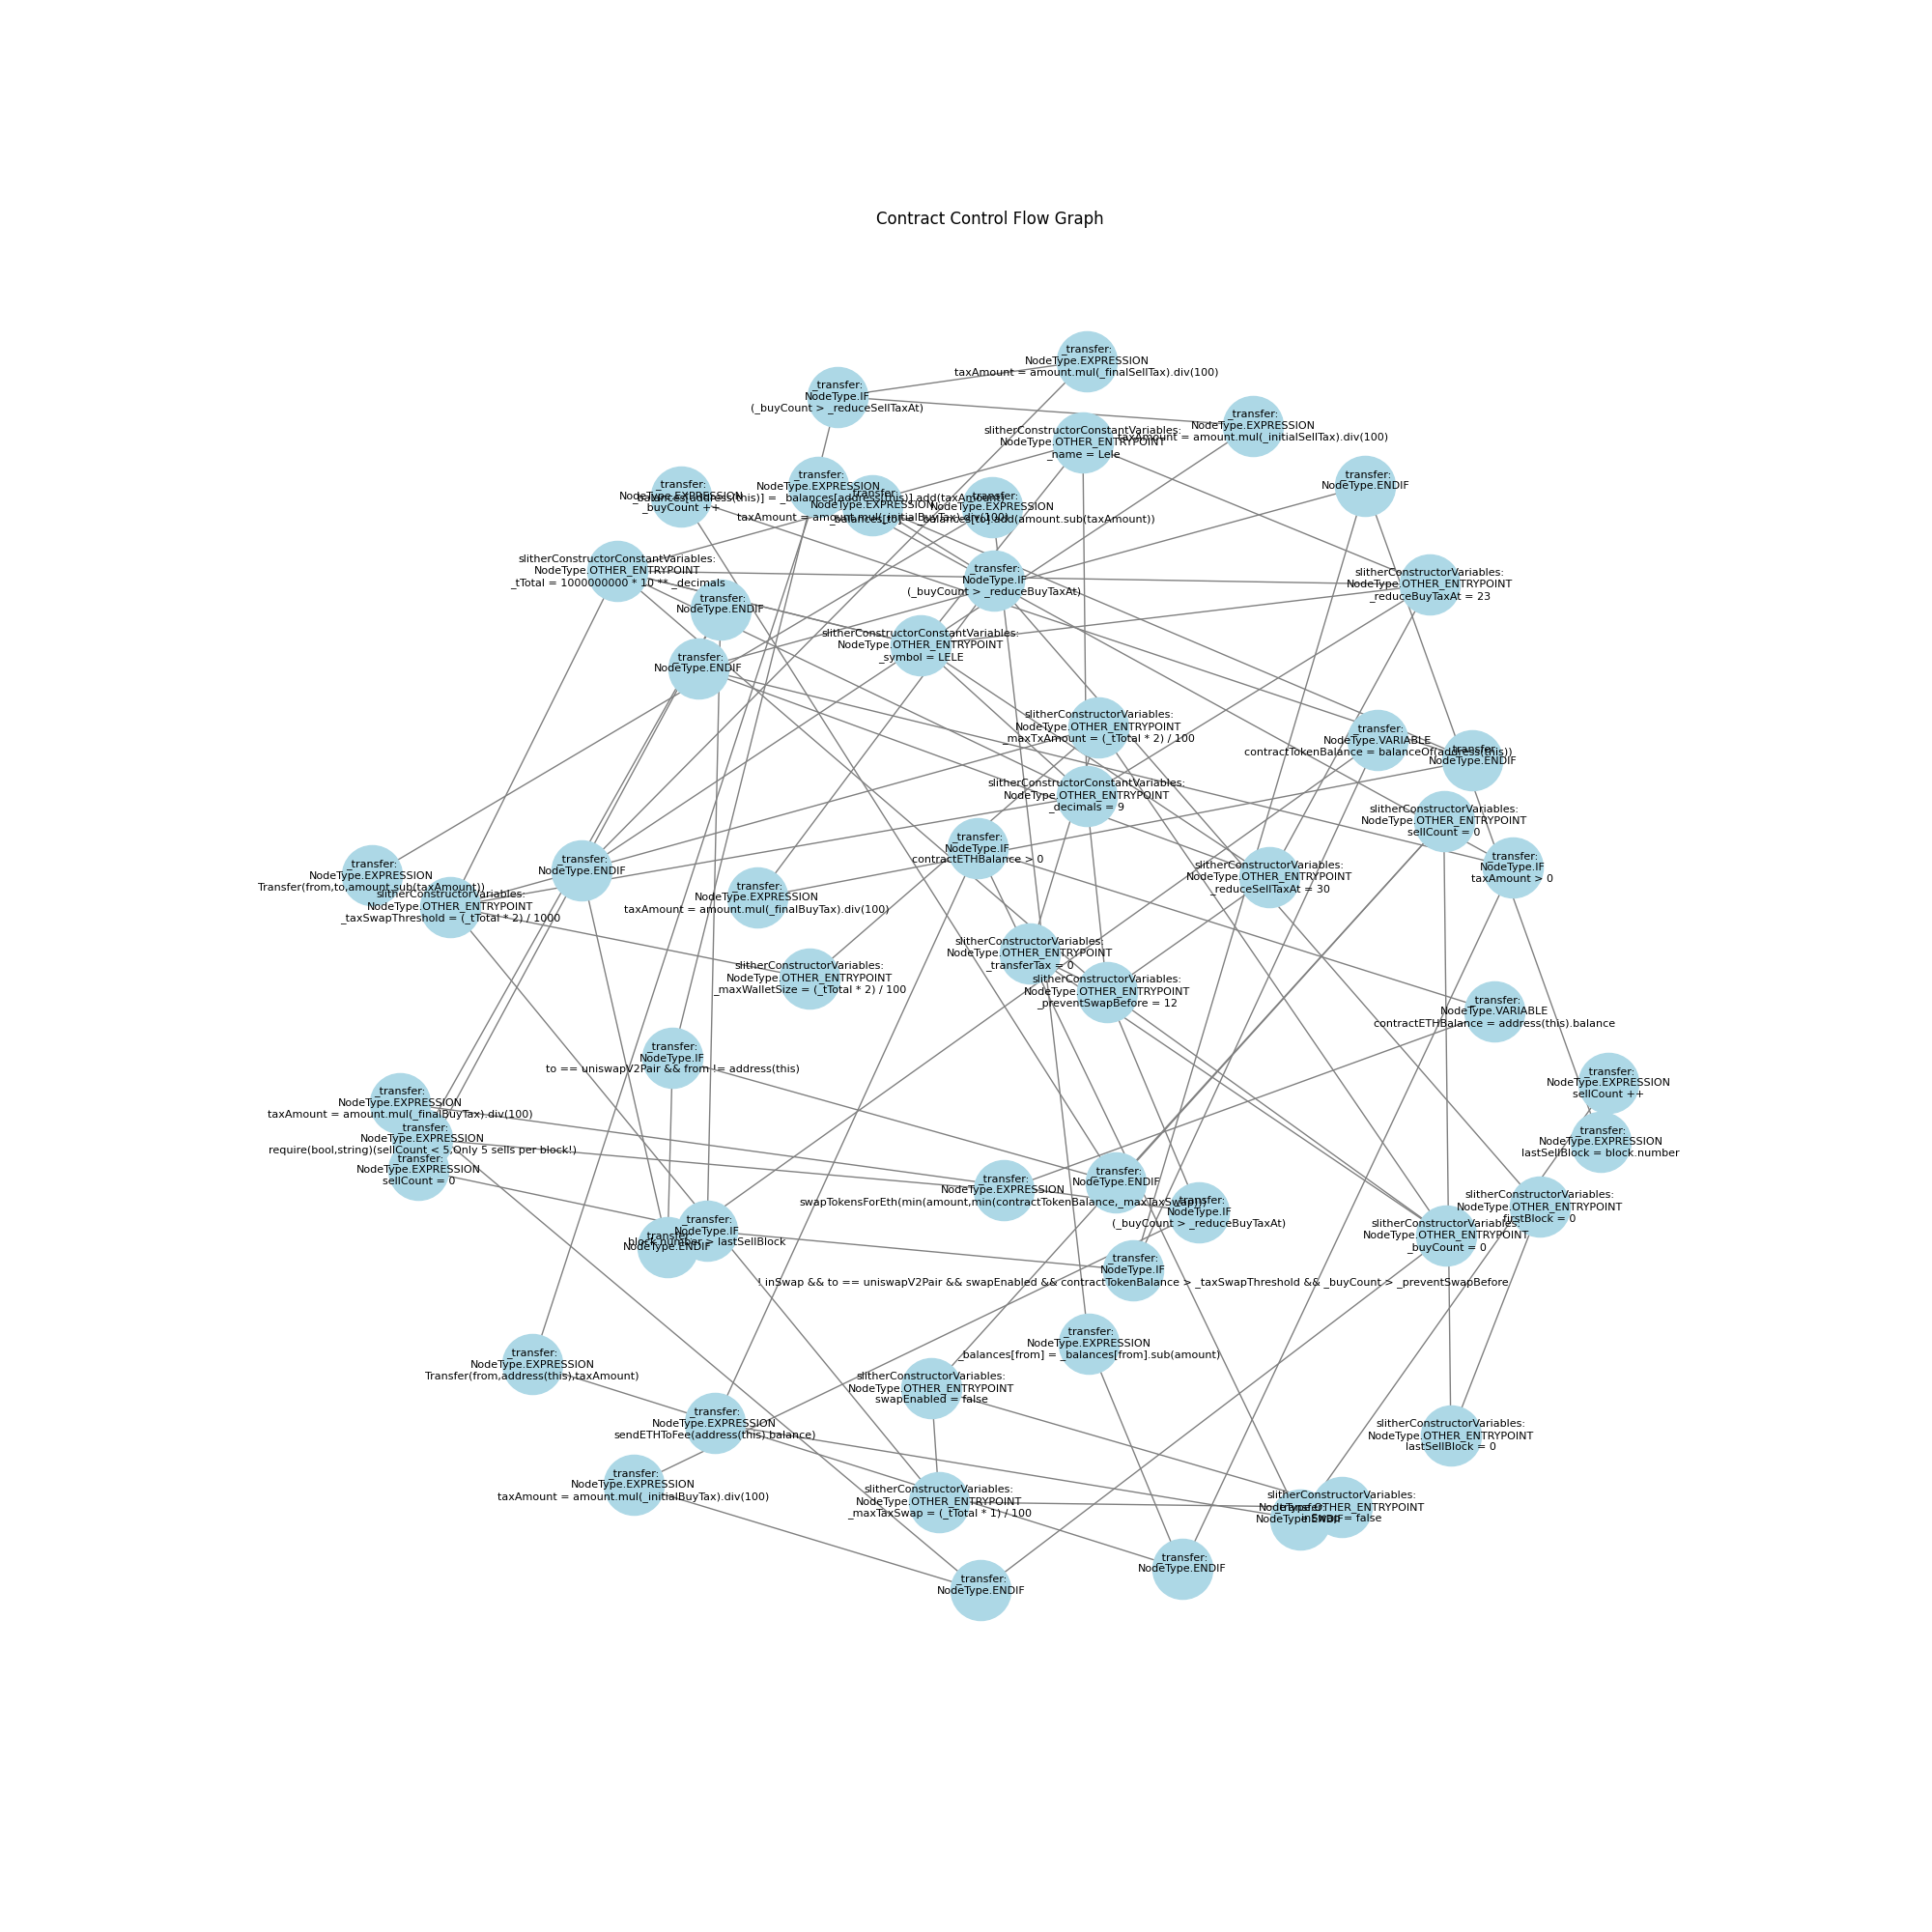 Contract Control Flow Graph
_transfer:
NodeType.EXPRESSION
taxAmount = amount.mul(_finalSellTax).div(100)
_transfer:
NodeType.IF
(_buyCount > _reduceSellTaxAt)
_transfer:
NodeType.EXPRESSION
taxAmount = amount.mul(_initialSellTax).div(100)
slitherConstructorConstantVariables:
NodeType.OTHER_ENTRYPOINT
_name = Lele
_transfer:
NodeType.ENDIF
_transfer:
NodeType.EXPRESSION
_buyCount ++
_transfer:
NodeType.EXPRESSION
_balances[address(this)] = _balances[address(this)].add(taxAmount)
_transfer:
NodeType.EXPRESSION
taxAmount = amount.mul(_initialBuyTax).div(100)
_transfer:
NodeType.EXPRESSION
_balances[to] = _balances[to].add(amount.sub(taxAmount))
slitherConstructorConstantVariables:
NodeType.OTHER_ENTRYPOINT
_tTotal = 1000000000 * 10 ** _decimals
_transfer:
NodeType.IF
(_buyCount > _reduceBuyTaxAt)
slitherConstructorVariables:
NodeType.OTHER_ENTRYPOINT
_reduceBuyTaxAt = 23
_transfer:
NodeType.ENDIF
slitherConstructorConstantVariables:
NodeType.OTHER_ENTRYPOINT
_symbol = LELE
_transfer:
NodeType.ENDIF
slitherConstructorVariables:
NodeType.OTHER_ENTRYPOINT
_maxTxAmount = (_tTotal * 2) / 100
_transfer:
NodeType.VARIABLE
contractTokenBalance = balanceOf(address(this))
_transfer:
NodeType.ENDIF
slitherConstructorConstantVariables:
NodeType.OTHER_ENTRYPOINT
_decimals = 9
slitherConstructorVariables:
NodeType.OTHER_ENTRYPOINT
sellCount = 0
_transfer:
NodeType.IF
contractETHBalance > 0
_transfer:
NodeType.IF
taxAmount > 0
_transfer:
NodeType.EXPRESSION
Transfer(from,to,amount.sub(taxAmount))
_transfer:
NodeType.ENDIF
slitherConstructorVariables:
NodeType.OTHER_ENTRYPOINT
_reduceSellTaxAt = 30
slitherConstructorVariables:
NodeType.OTHER_ENTRYPOINT
_taxSwapThreshold = (_tTotal * 2) / 1000
_transfer:
NodeType.EXPRESSION
taxAmount = amount.mul(_finalBuyTax).div(100)
slitherConstructorVariables:
NodeType.OTHER_ENTRYPOINT
_transferTax = 0
slitherConstructorVariables:
NodeType.OTHER_ENTRYPOINT
_maxWalletSize = (_tTotal * 2) / 100
slitherConstructorVariables:
NodeType.OTHER_ENTRYPOINT
_preventSwapBefore = 12
_transfer:
NodeType.VARIABLE
contractETHBalance = address(this).balance
_transfer:
NodeType.IF
to == uniswapV2Pair && from != address(this)
_transfer:
NodeType.EXPRESSION
sellCount ++
_transfer:
NodeType.EXPRESSION
taxAmount = amount.mul(_finalBuyTax).div(100)
_transfer:
NodeType.EXPRESSION
require(bool,string)(sellCount < 5,Only 5 sells per block!)
_transfer:
NodeType.EXPRESSION
lastSellBlock = block.number
_transfer:
NodeType.EXPRESSION
sellCount = 0
_transfer:
NodeType.ENDIF
_transfer:
NodeType.EXPRESSION
swapTokensForEth(min(amount,min(contractTokenBalance,_maxTaxSwap)))
_transfer:
NodeType.IF
(_buyCount > _reduceBuyTaxAt)
slitherConstructorVariables:
NodeType.OTHER_ENTRYPOINT
firstBlock = 0
_transfer:
NodeType.IF
block.number > lastSellBlock
slitherConstructorVariables:
NodeType.OTHER_ENTRYPOINT
_buyCount = 0
_transfer:
NodeType.ENDIF
_transfer:
NodeType.IF
! inSwap && to == uniswapV2Pair && swapEnabled && contractTokenBalance > _taxSwapThreshold && _buyCount > _preventSwapBefore
_transfer:
NodeType.EXPRESSION
_balances[from] = _balances[from].sub(amount)
_transfer:
NodeType.EXPRESSION
Transfer(from,address(this),taxAmount)
slitherConstructorVariables:
NodeType.OTHER_ENTRYPOINT
swapEnabled = false
_transfer:
NodeType.EXPRESSION
sendETHToFee(address(this).balance)
slitherConstructorVariables:
NodeType.OTHER_ENTRYPOINT
lastSellBlock = 0
_transfer:
NodeType.EXPRESSION
taxAmount = amount.mul(_initialBuyTax).div(100)
slitherConstructorVariables:
NodeType.OTHER_ENTRYPOINT
_maxTaxSwap = (_tTotal * 1) / 100
slitherConstructorVariables:
NodeType.OTHER_ENTRYPOINT
inSwap = false
_transfer:
NodeType.ENDIF
_transfer:
NodeType.ENDIF
_transfer:
NodeType.ENDIF